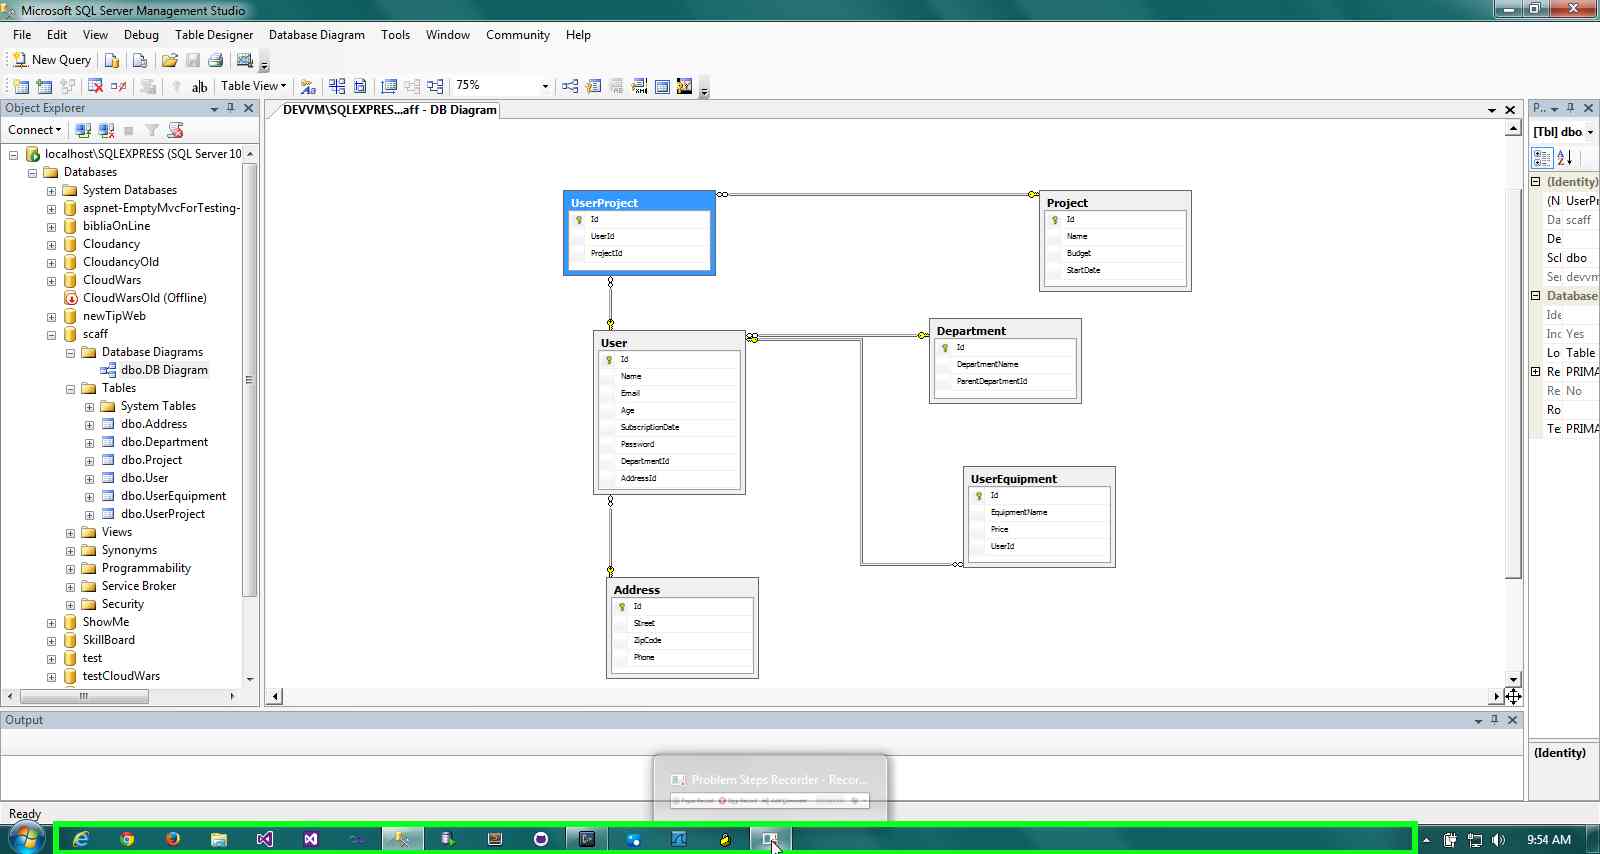 Microsoft SQL Server Management Studio
File Edit View Debug Table Designer Database Diagram Tools Window Community Help
New Query
ab Table View 75%
Object Explorer
Connect
localhost\SQLEXPRESS (SQL Server 10
Databases
System Databases
aspnet-EmptyMvcForTesting-
bibliaOnLine
Cloudancy
CloudancyOld
CloudWars
CloudWarsOld (Offline)
newTipWeb
scaff
Database Diagrams
dbo.DB Diagram
Tables
System Tables
dbo.Address
dbo.Department
dbo.Project
dbo.User
dbo.UserEquipment
dbo.UserProject
Views
Synonyms
Programmability
Service Broker
Security
ShowMe
SkillBoard
test
testCloudWars
DEVVM\SQLEXPRES...aff - DB Diagram
UserProject
Id
UserId
ProjectId
Project
Id
Name
Budget
StartDate
User
Id
Name
Email
Age
SubscriptionDate
Password
DepartmentId
AddressId
Department
Id
DepartmentName
ParentDepartmentId
UserEquipment
Id
EquipmentName
Price
UserId
Address
Id
Street
ZipCode
Phone
P..
[Tbl] dbo.
(Identity)
(N UserPr
Da scaff
De
Scl dbo
Sei devvm
Database
Ide
Inc Yes
Lo Table
Re PRIMA
Re No
Ro
Te: PRIMA
(Identity)
Output
Problem Steps Recorder - Recor...
Ready
9:54 AM